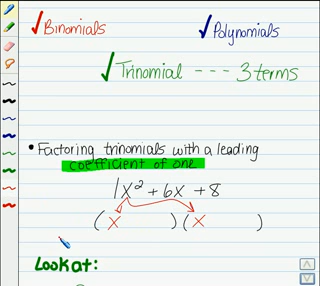 ✓Binomials ✓Polynomials
✓Trinomial --- 3 terms
• Factoring trinomials with a leading
coefficient of one
1x² + 6x + 8
( x ) ( x )
Look at: